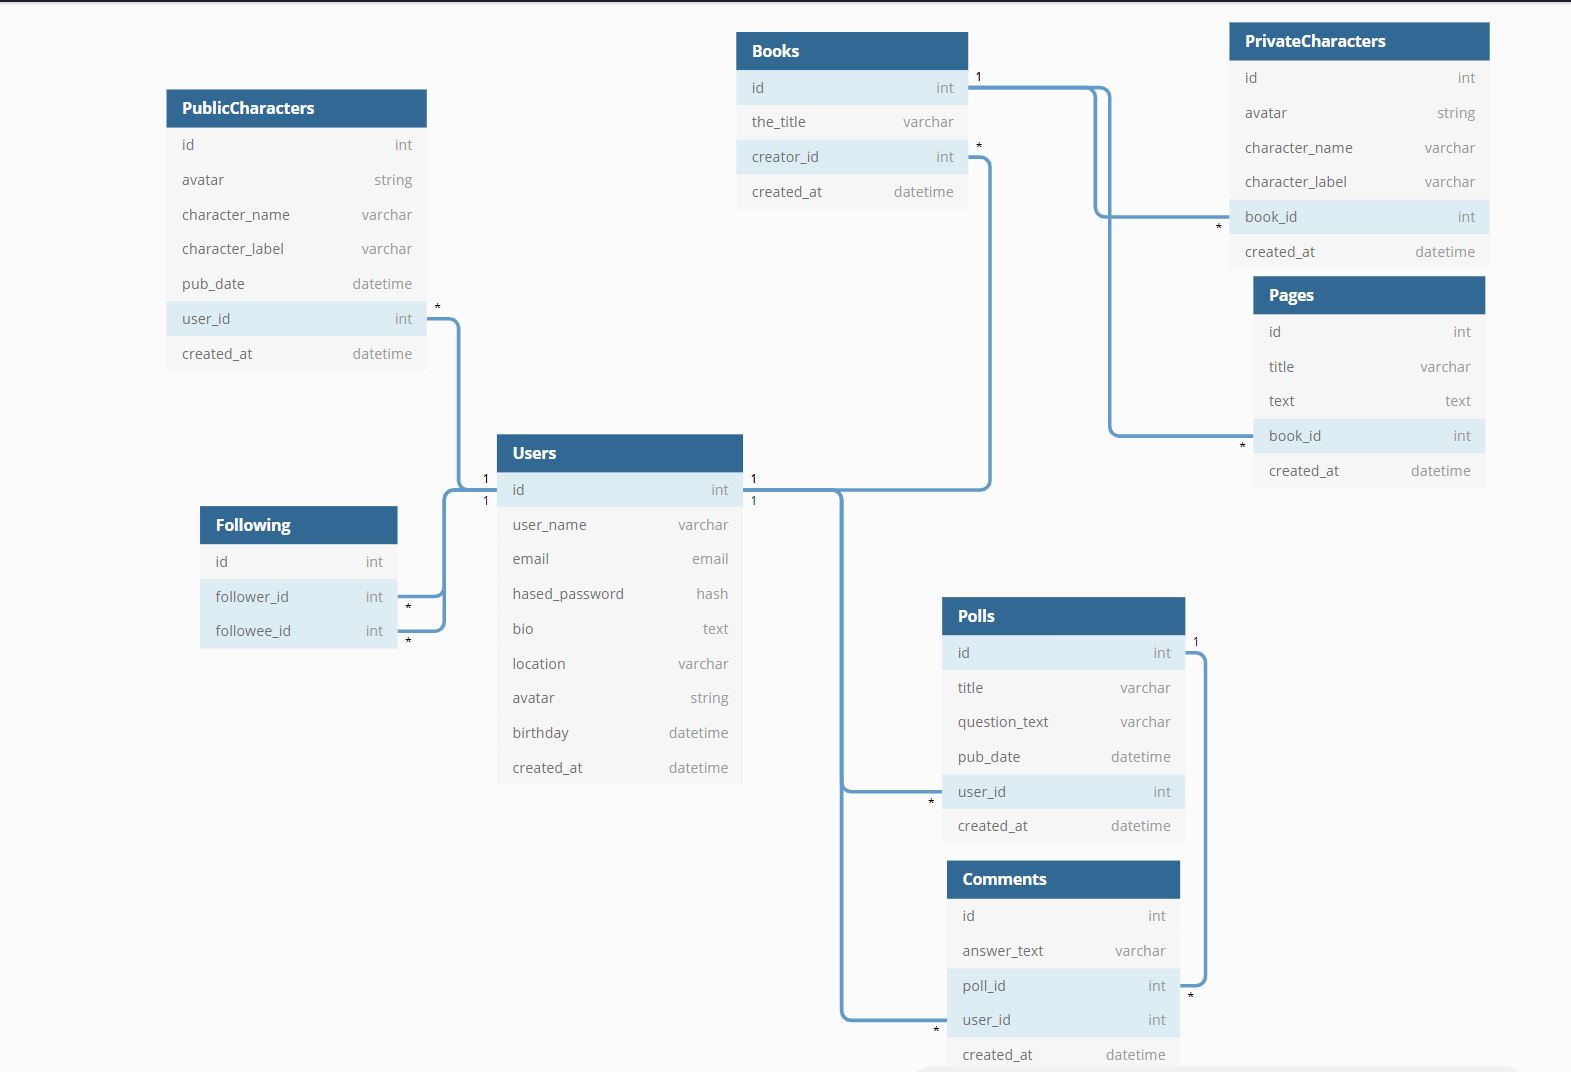 PublicCharacters
id int
avatar string
character_name varchar
character_label varchar
pub_date datetime
user_id int
created_at datetime
*
Books
id int
the_title varchar
creator_id int
created_at datetime
1
*
PrivateCharacters
id int
avatar string
character_name varchar
character_label varchar
book_id int
created_at datetime
*
Pages
id int
title varchar
text text
book_id int
created_at datetime
*
Following
id int
follower_id int
followee_id int
*
*
Users
id int
user_name varchar
email email
hased_password hash
bio text
location varchar
avatar string
birthday datetime
created_at datetime
1
1
1
1
Polls
id int
title varchar
question_text varchar
pub_date datetime
user_id int
created_at datetime
1
*
Comments
id int
answer_text varchar
poll_id int
user_id int
created_at datetime
*
*